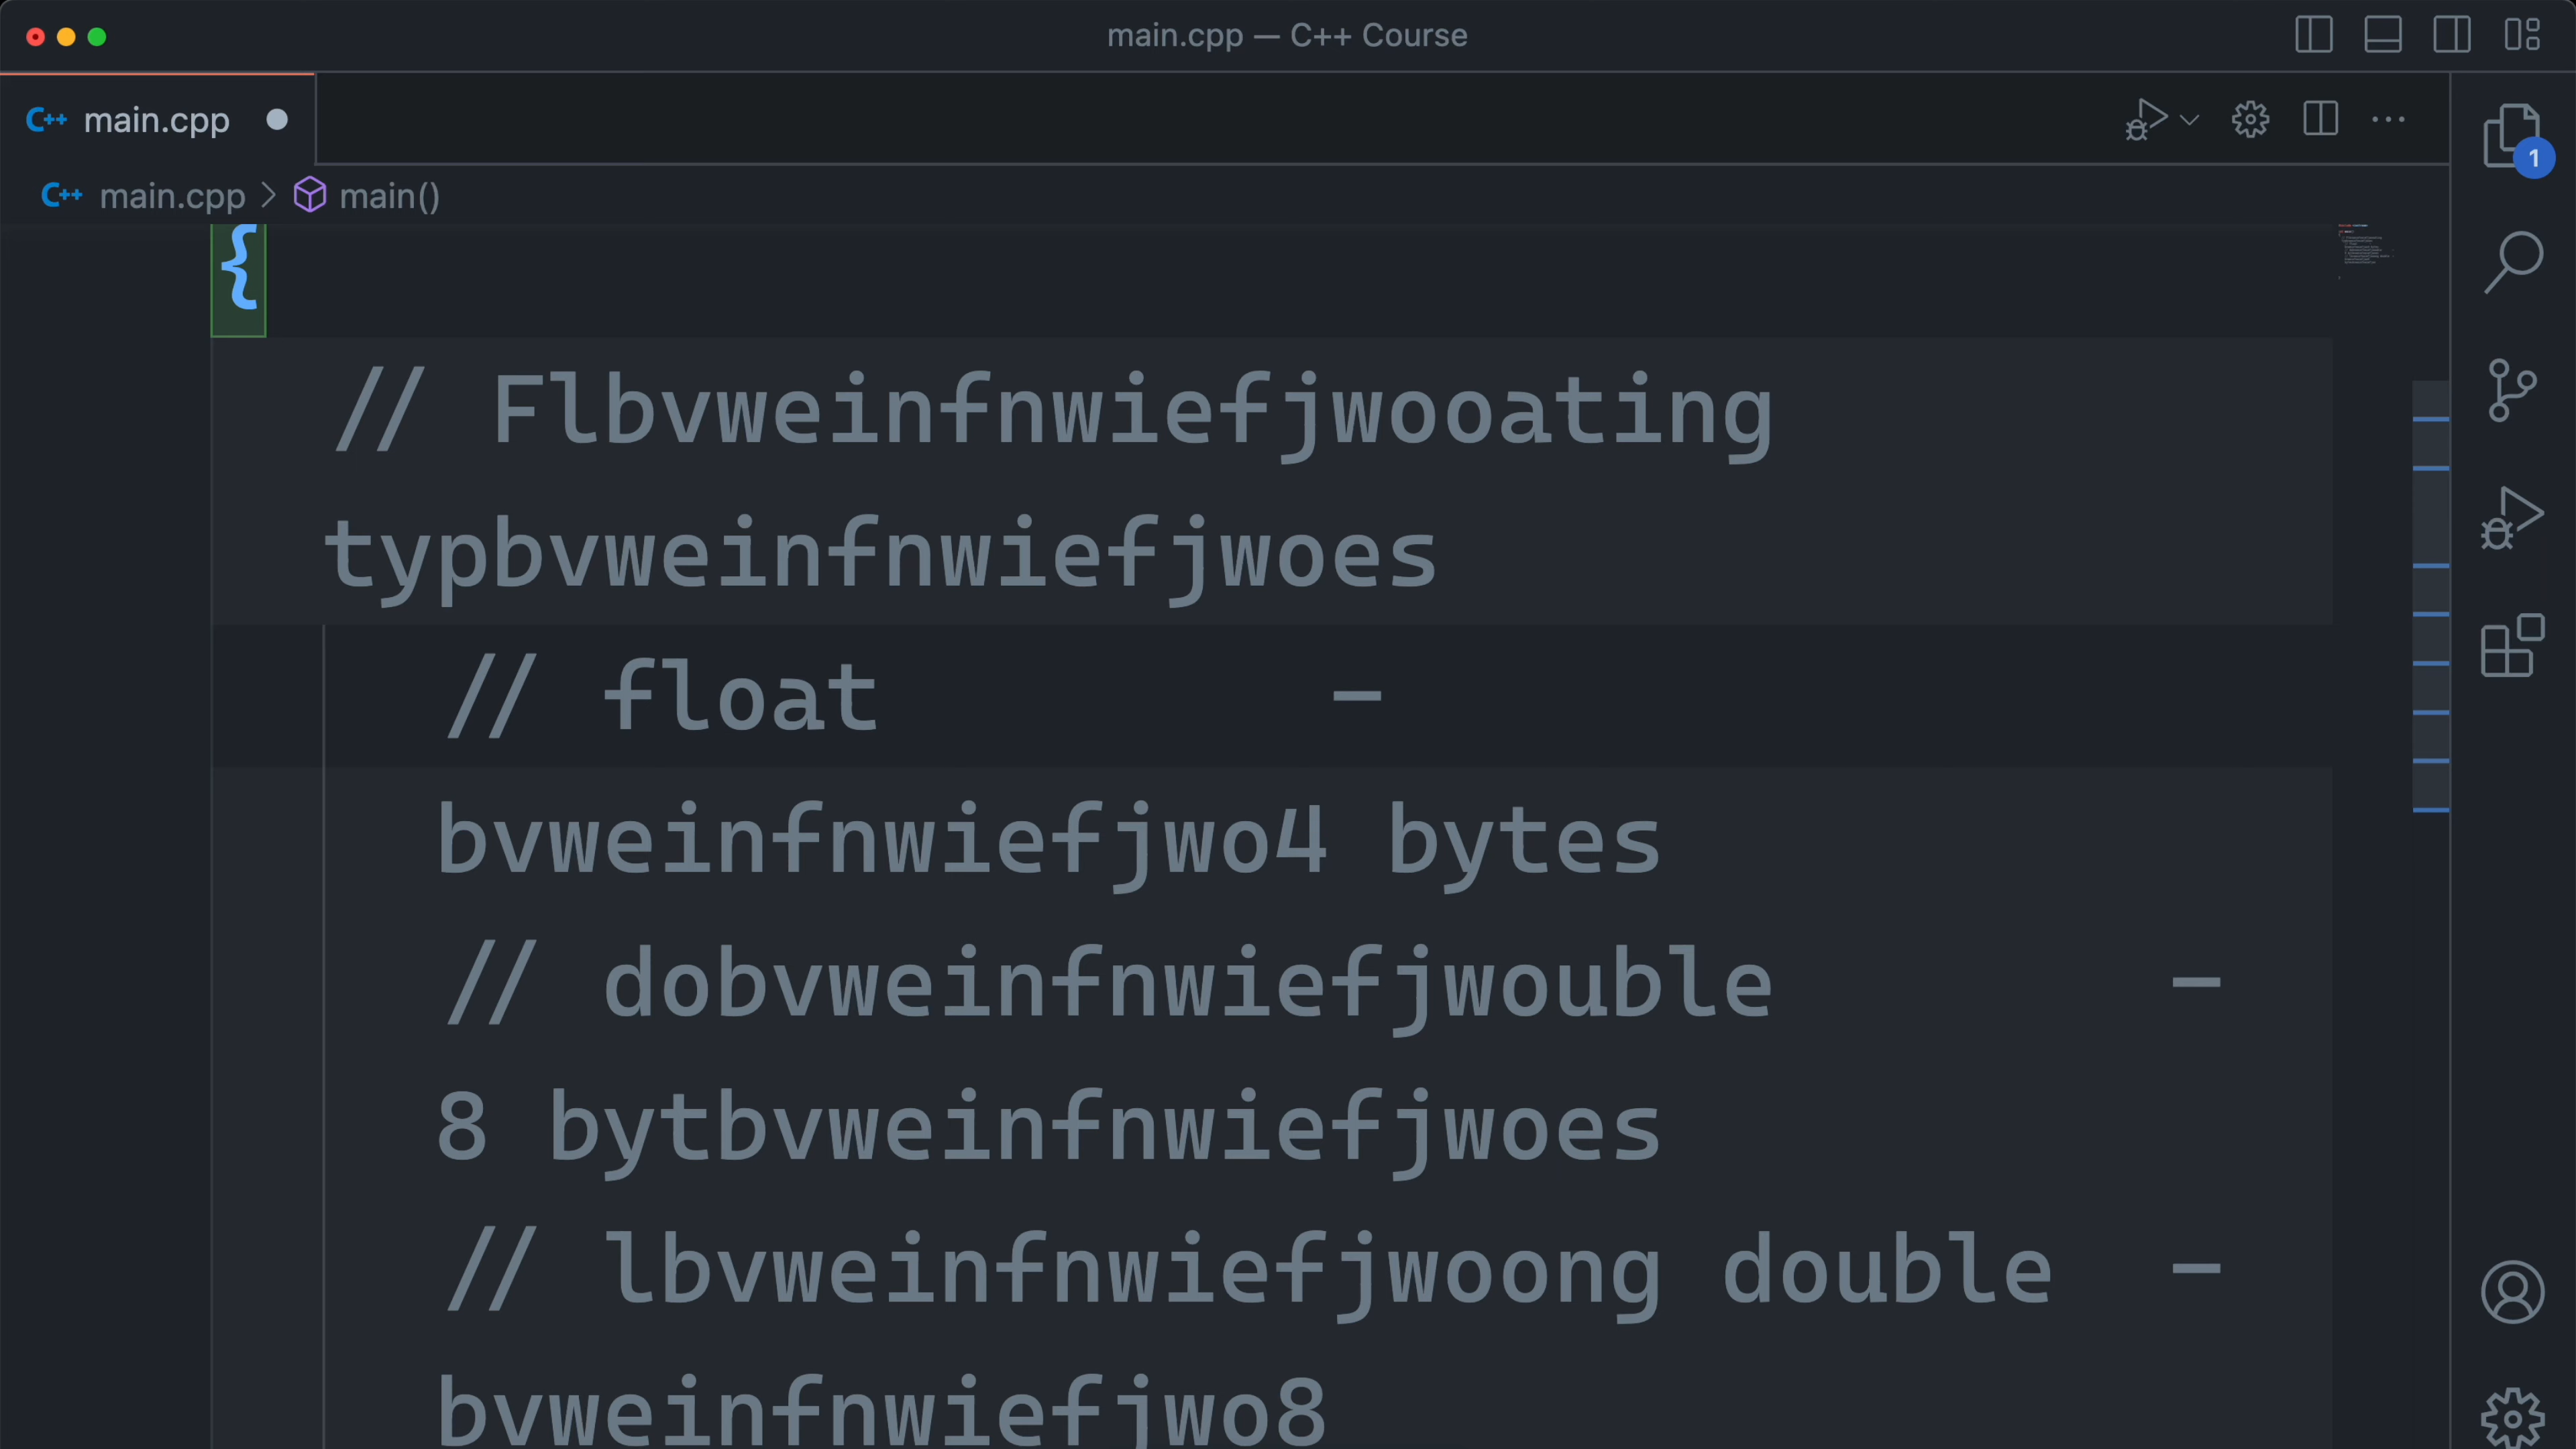 main.cpp — C++ Course
C++ main.cpp
1
C++ main.cpp > main()
{
// Flbvweinfnwiefjwooating
typbvweinfnwiefjwoes
// float        –
bvweinfnwiefjwo4 bytes
// dobvweinfnwiefjwouble       –
8 bytbvweinfnwiefjwoes
// lbvweinfnwiefjwoong double  –
bvweinfnwiefjwo8